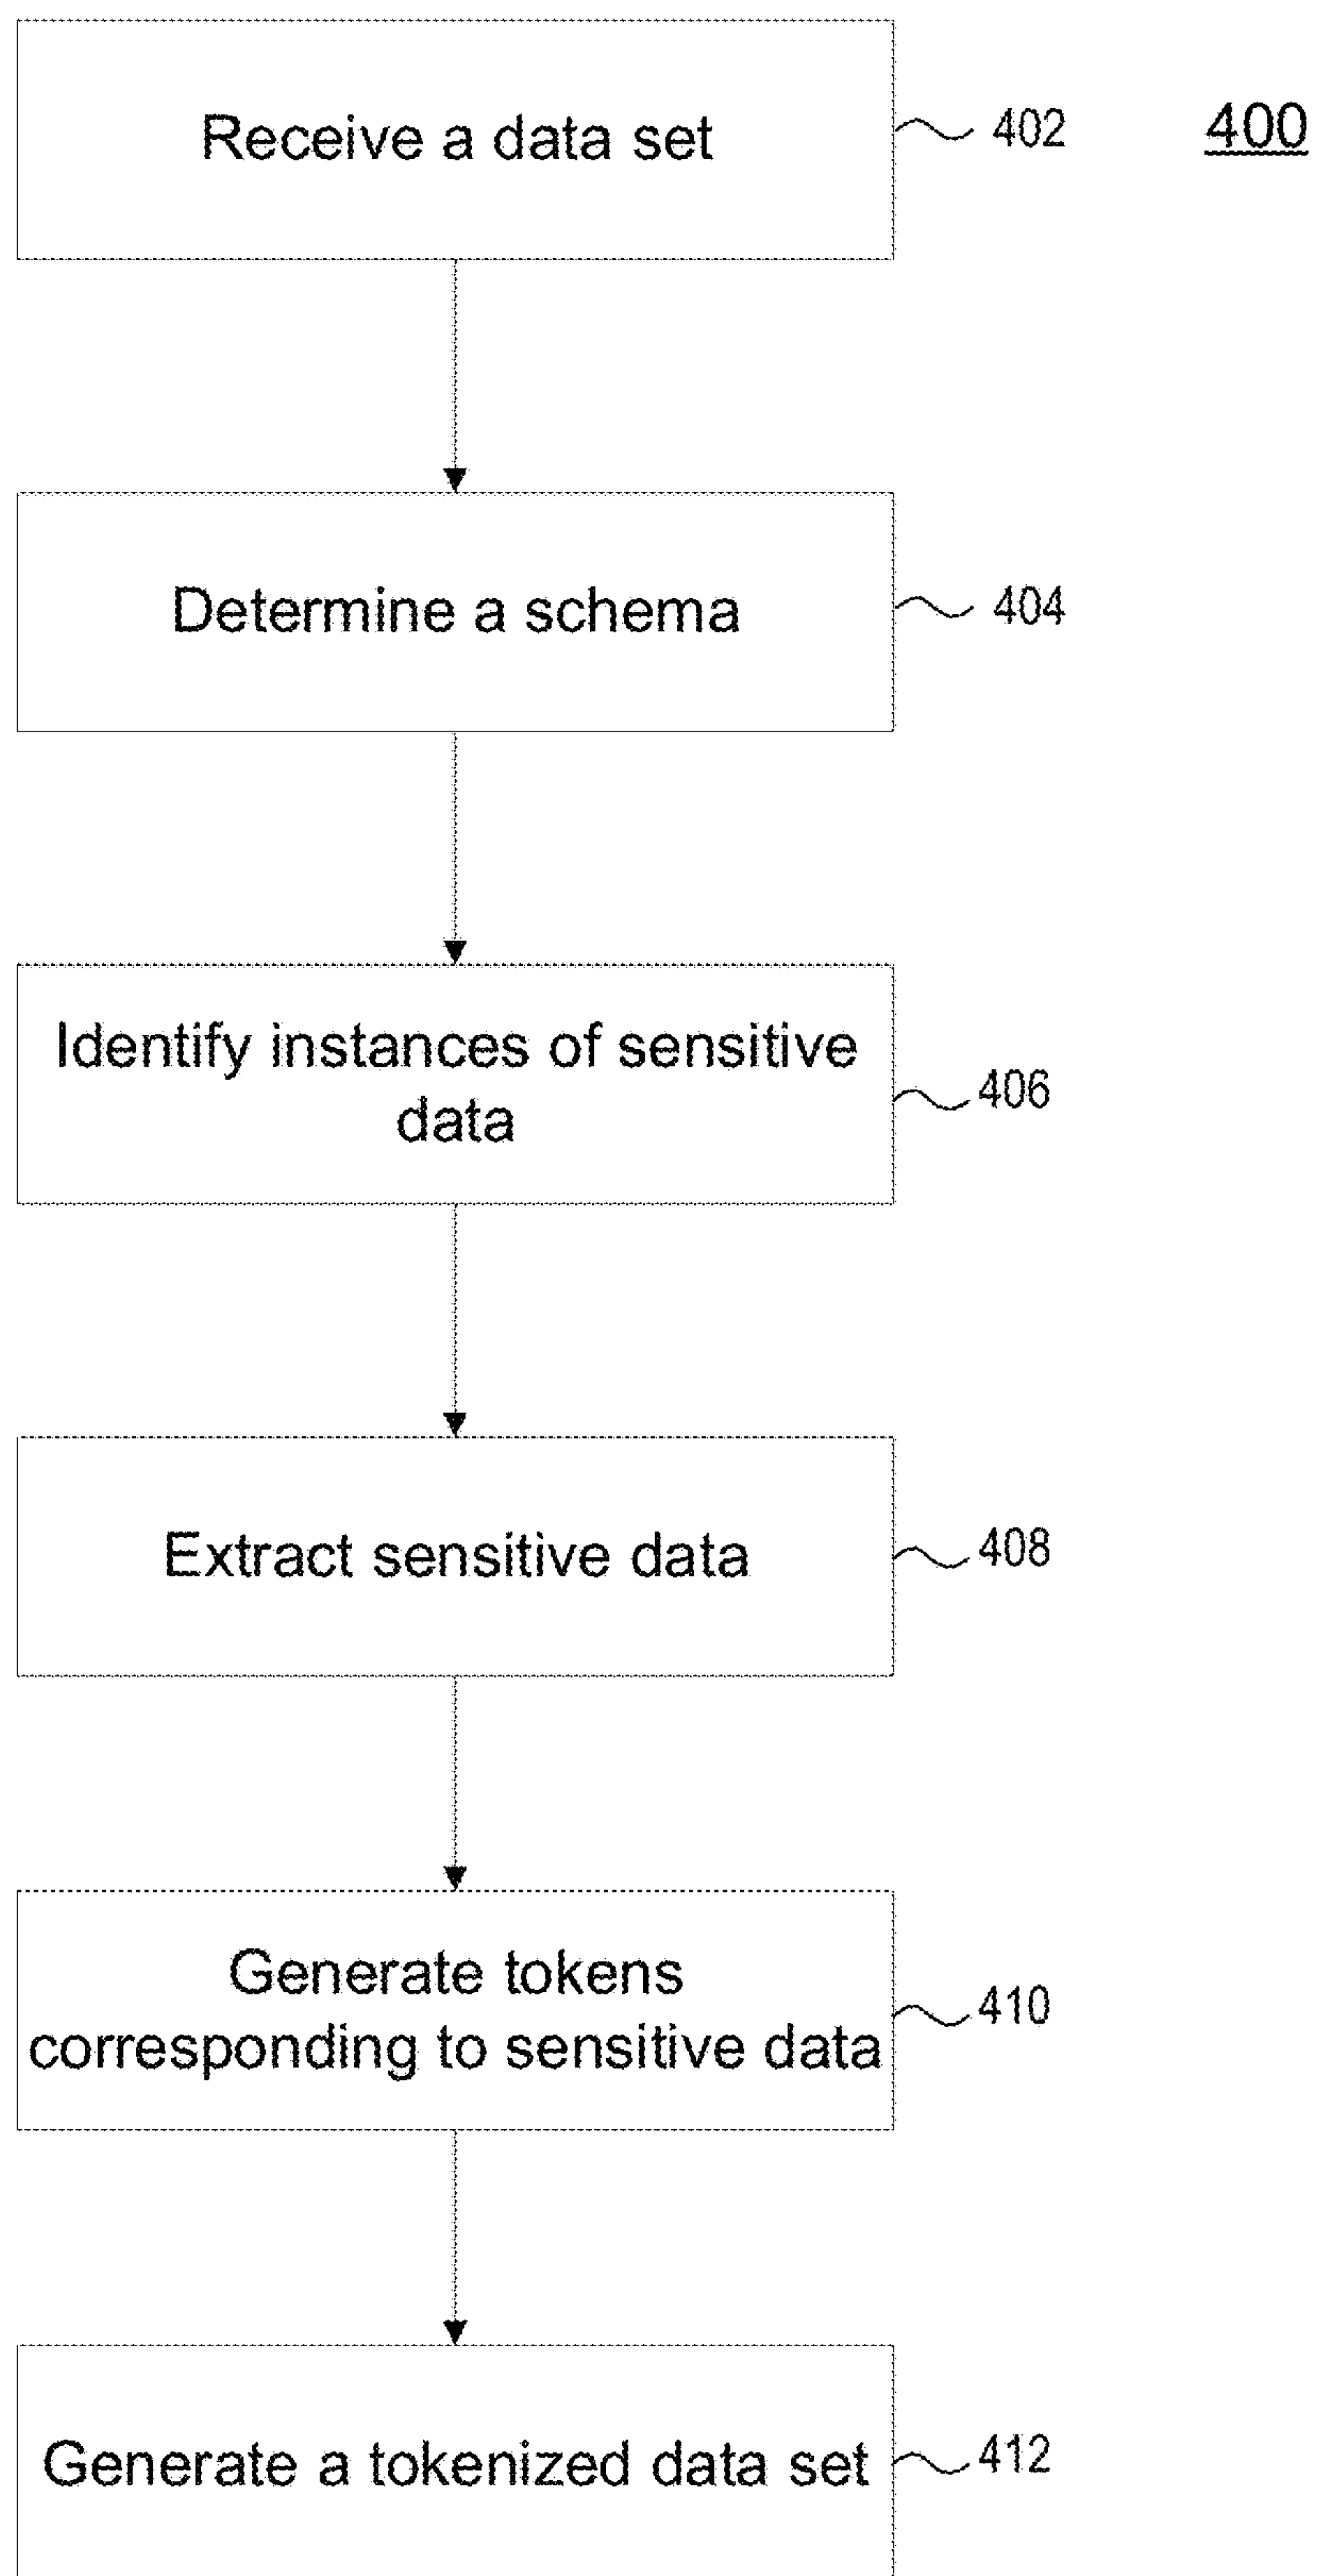 Receive a data set
402
400
Determine a schema
404
Identify instances of sensitive
data
406
Extract sensitive data
408
Generate tokens
corresponding to sensitive data
410
Generate a tokenized data set
412